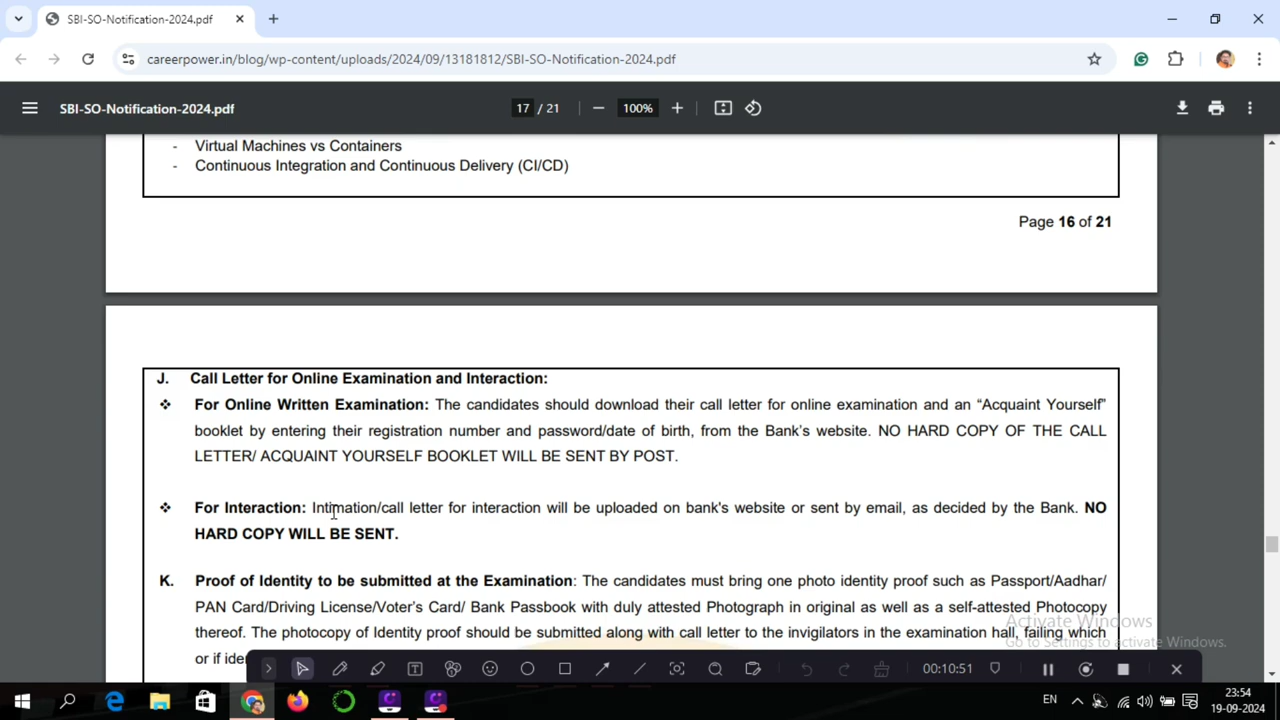 SBI-SO-Notification-2024.pdf
careerpower.in/blog/wp-content/uploads/2024/09/13181812/SBI-SO-Notification-2024.pdf
SBI-SO-Notification-2024.pdf 17 / 21 100%
- Virtual Machines vs Containers
- Continuous Integration and Continuous Delivery (CI/CD)
Page 16 of 21
J. Call Letter for Online Examination and Interaction:
❖ For Online Written Examination: The candidates should download their call letter for online examination and an “Acquaint Yourself”
booklet by entering their registration number and password/date of birth, from the Bank’s website. NO HARD COPY OF THE CALL
LETTER/ ACQUAINT YOURSELF BOOKLET WILL BE SENT BY POST.
❖ For Interaction: Intimation/call letter for interaction will be uploaded on bank's website or sent by email, as decided by the Bank. NO
HARD COPY WILL BE SENT.
K. Proof of Identity to be submitted at the Examination: The candidates must bring one photo identity proof such as Passport/Aadhar/
PAN Card/Driving License/Voter’s Card/ Bank Passbook with duly attested Photograph in original as well as a self-attested Photocopy
thereof. The photocopy of Identity proof should be submitted along with call letter to the invigilators in the examination hall, failing which
or if
Activate Windows
Go to Settings to activate Windows.
00:10:51
EN
23:54
19-09-2024